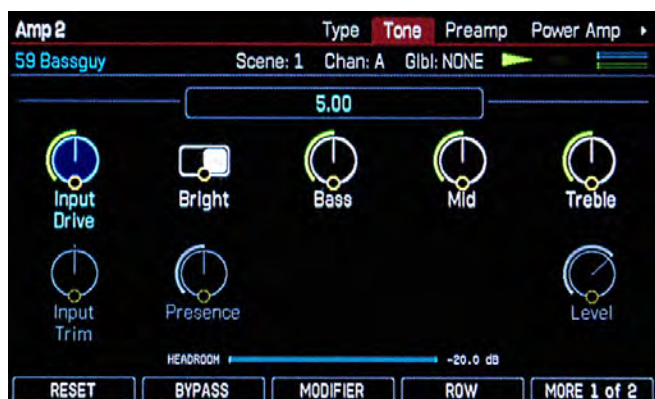 Amp 2 Type Tone Preamp Power Amp
59 Bassguy Scene: 1 Chan: A Glbl: NONE
5.00
Input Drive Bright Bass Mid Treble
Input Trim Presence Level
HEADROOM -20.0 dB
RESET BYPASS MODIFIER ROW MORE 1 of 2